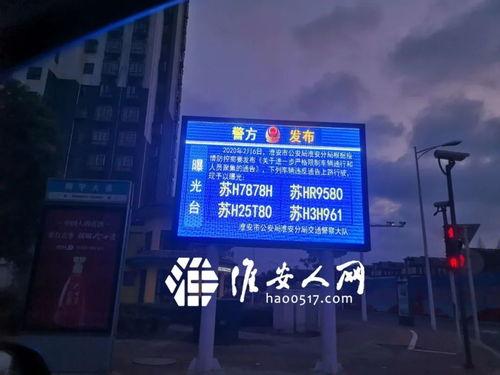 警方 发布
2020年2月6日，淮安市公安局淮安分局根据疫
情防控需要发布《关于进一步严格限制车辆通行和
人员聚集的通告》，下列车辆违反通告上路行驶，
现予以曝光：
曝光台
苏H7878H 苏HR9580
苏H25T80 苏H3H961
淮安市公安局淮安分局交通警察大队
淮安人网
hao0517.com